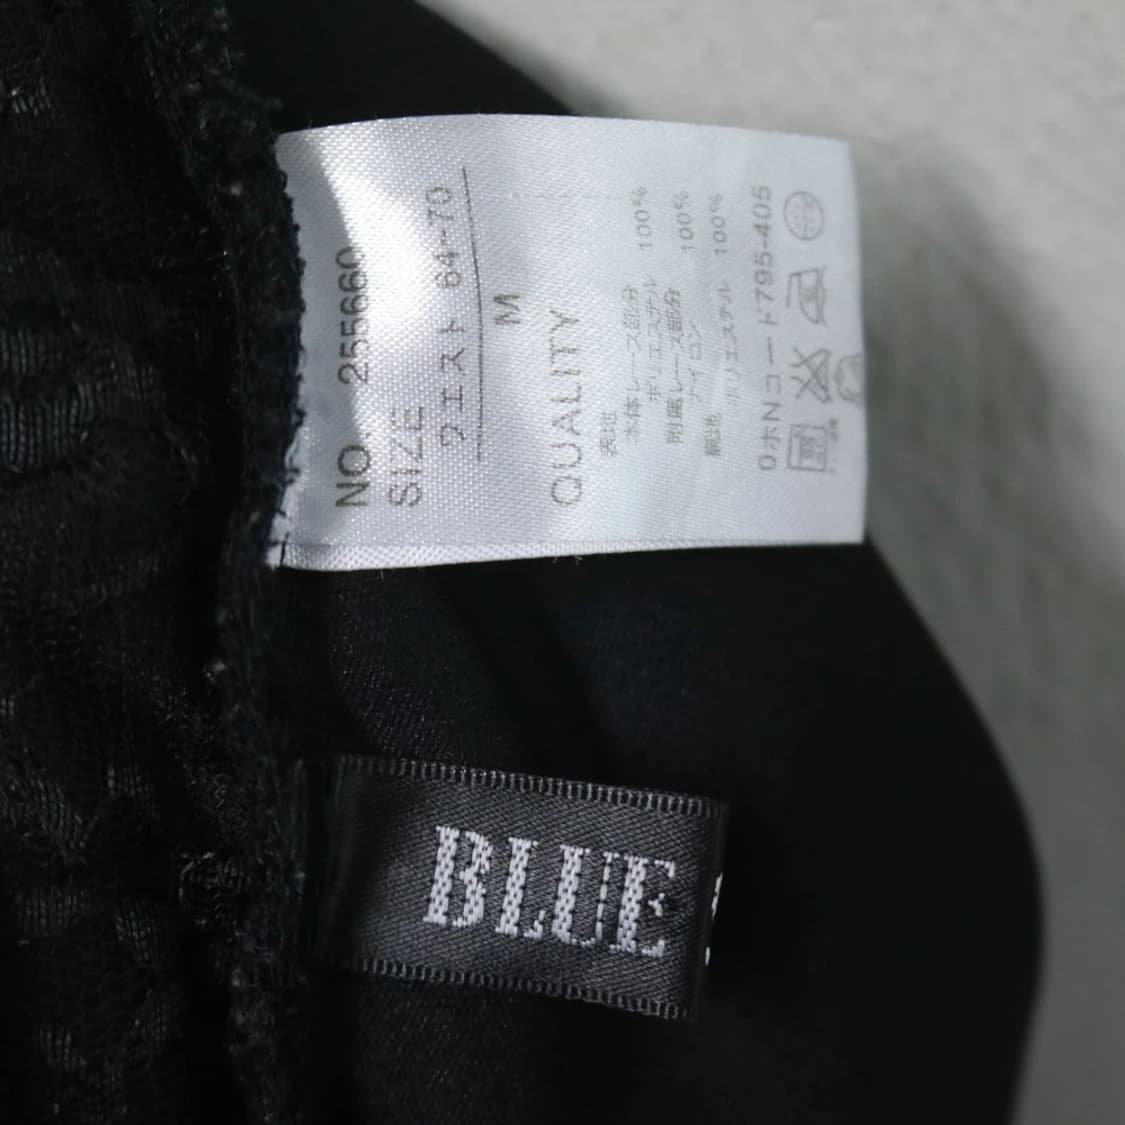 NO. 255660
SIZE
ウエスト 64~70
M
QUALITY
表地
本体レース部分
ポリエステル 100%
附属レース部分
ナイロン 100%
裏地
ポリエステル 100%
0ホNコード795-405
BLUE